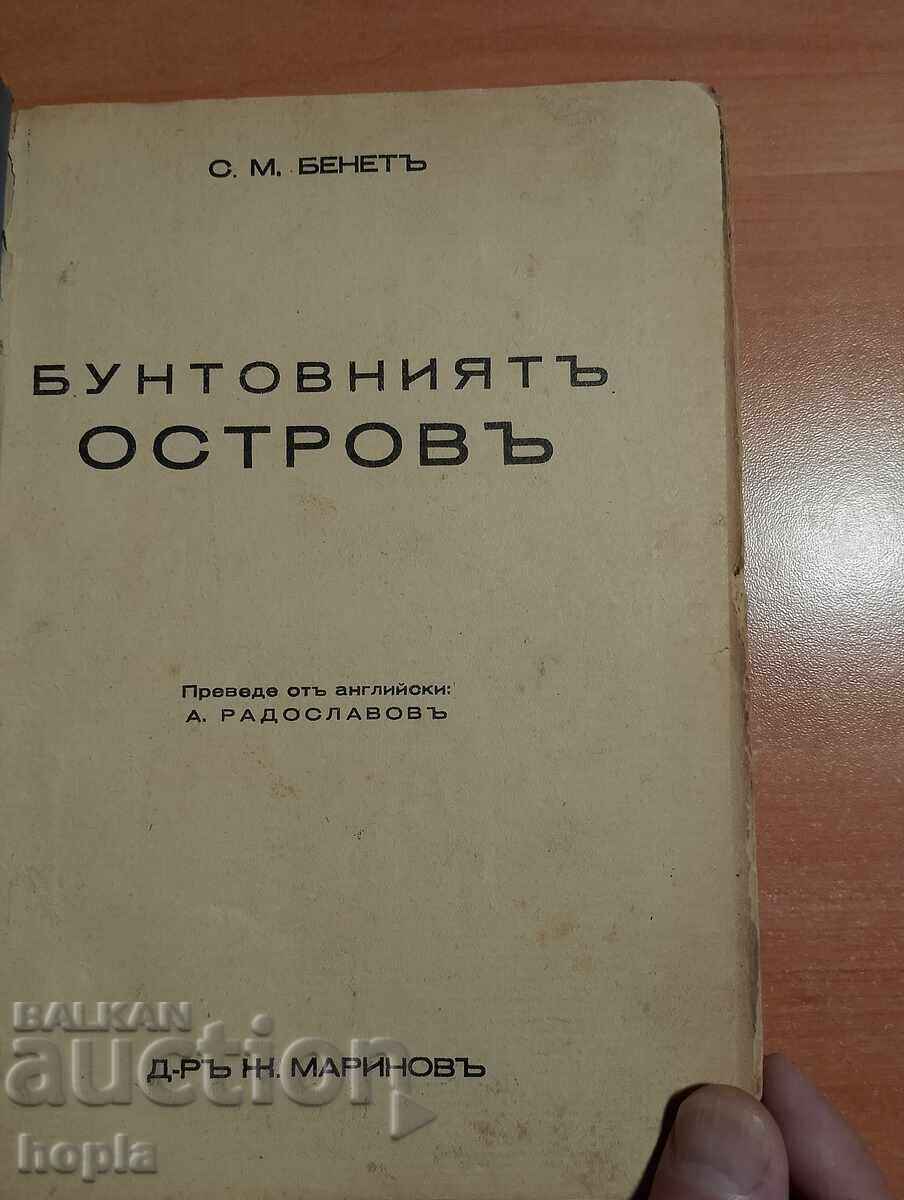 С. М. БЕНЕТЪ
БУНТОВНИЯТЪ
ОСТРОВЪ
Преведе отъ английски:
А. РАДОСЛАВОВЪ
Д-РЪ Ж. МАРИНОВЪ
BALKAN
auction
hopla